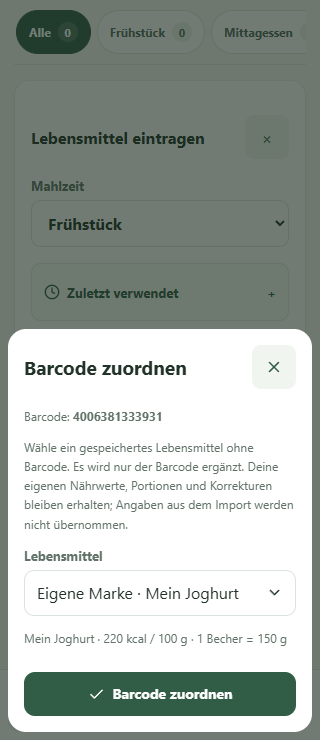 Alle 0 Frühstück 0 Mittagessen
Lebensmittel eintragen ×
Mahlzeit
Frühstück
Zuletzt verwendet +
Barcode zuordnen ×
Barcode: 4006381333931
Wähle ein gespeichertes Lebensmittel ohne
Barcode. Es wird nur der Barcode ergänzt. Deine
eigenen Nährwerte, Portionen und Korrekturen
bleiben erhalten; Angaben aus dem Import werden
nicht übernommen.
Lebensmittel
Eigene Marke · Mein Joghurt
Mein Joghurt · 220 kcal / 100 g · 1 Becher = 150 g
Barcode zuordnen